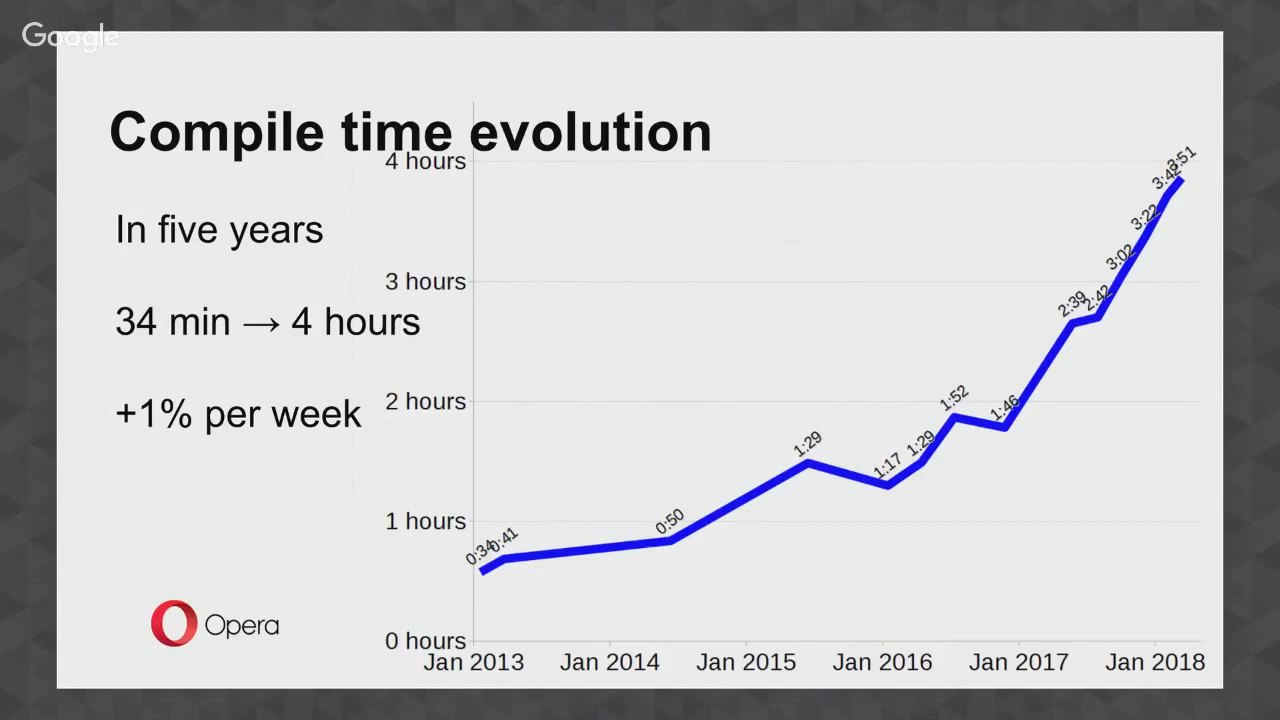 Google
Compile time evolution
In five years
34 min → 4 hours
+1% per week
Opera
4 hours
3 hours
2 hours
1 hours
0 hours
0:34
0:41
0:50
1:29
1:17
1:29
1:52
1:46
2:39
2:42
3:02
3:22
3:51
Jan 2013
Jan 2014
Jan 2015
Jan 2016
Jan 2017
Jan 2018